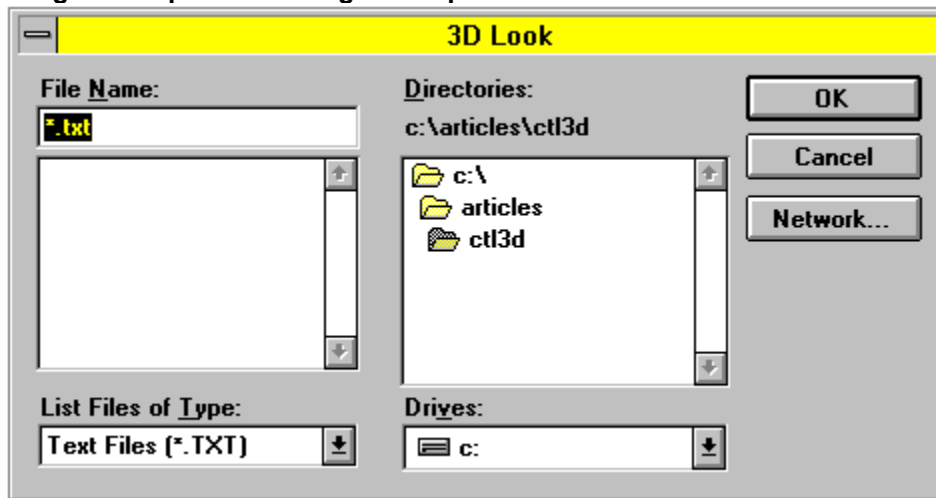 3D Look
File Name:
*.txt
Directories:
c:\articles\ctl3d
c:\
articles
ctl3d
OK
Cancel
Network...
List Files of Type:
Text Files (*.TXT)
Drives:
c: